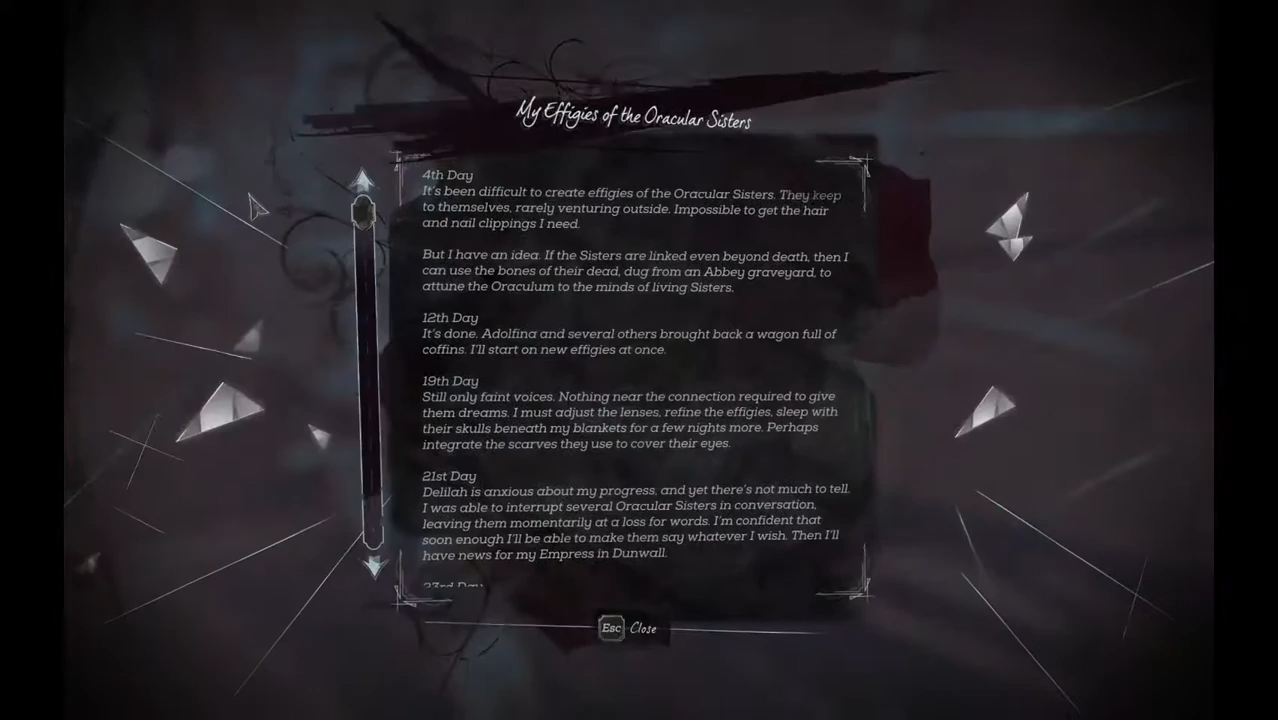 My Effigies of the Oracular Sisters
4th Day
It's been difficult to create effigies of the Oracular Sisters. They keep
to themselves, rarely venturing outside. Impossible to get the hair
and nail clippings I need.
But I have an idea. If the Sisters are linked even beyond death, then I
can use the bones of their dead, dug from an Abbey graveyard, to
attune the Oraculum to the minds of living Sisters.
12th Day
It's done. Adolfina and several others brought back a wagon full of
coffins. I'll start on new effigies at once.
19th Day
Still only faint voices. Nothing near the connection required to give
them dreams. I must adjust the lenses, refine the effigies, sleep with
their skulls beneath my blankets for a few nights more. Perhaps
integrate the scarves they use to cover their eyes.
21st Day
Delilah is anxious about my progress, and yet there's not much to tell.
I was able to interrupt several Oracular Sisters in conversation,
leaving them momentarily at a loss for words. I'm confident that
soon enough I'll be able to make them say whatever I wish. Then I'll
have news for my Empress in Dunwall.
23rd Day
Esc Close